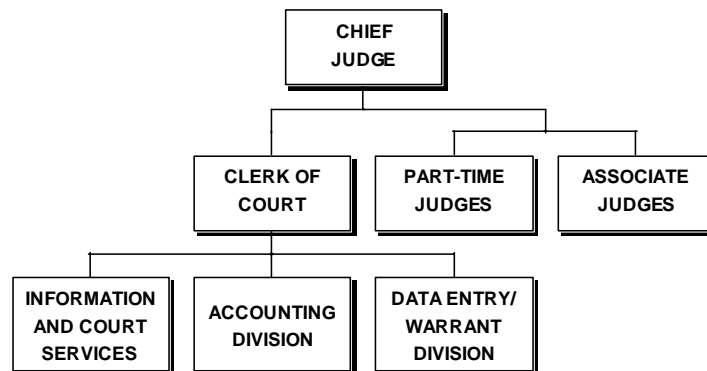 CHIEF
JUDGE
CLERK OF
COURT
PART-TIME
JUDGES
ASSOCIATE
JUDGES
INFORMATION
AND COURT
SERVICES
ACCOUNTING
DIVISION
DATA ENTRY/
WARRANT
DIVISION